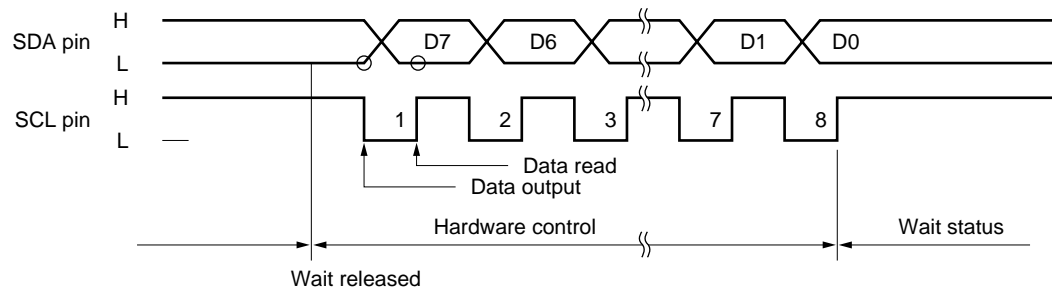 H
SDA pin
D7 D6 D1 D0
L
H
SCL pin
1 2 3 7 8
L
Data read
Data output
Hardware control
Wait status
Wait released